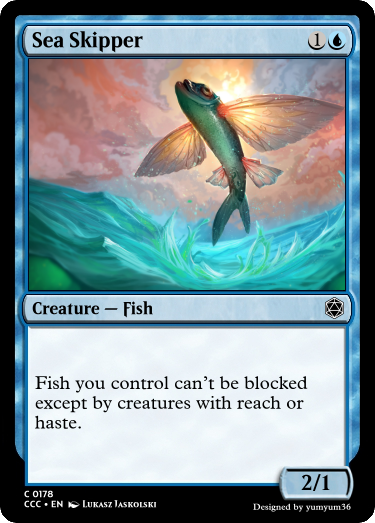 Sea Skipper 1
Creature — Fish
Fish you control can't be blocked
except by creatures with reach or
haste.
2/1
C 0178
CCC • EN Lukasz Jaskolski
Designed by yumyum36